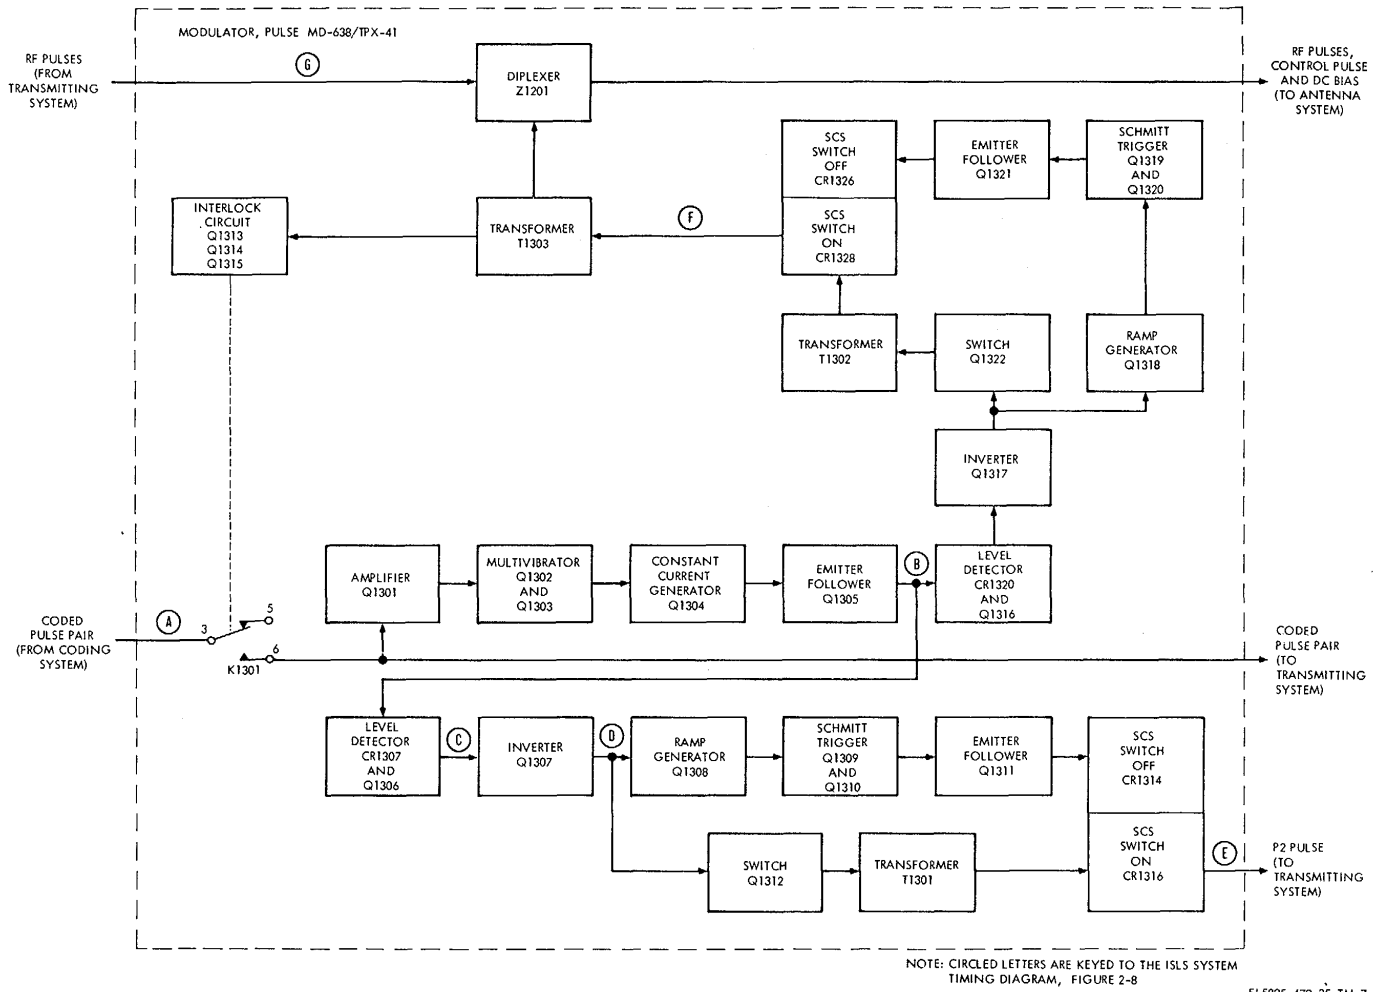 MODULATOR, PULSE MD-638/TPX-41
RF PULSES
(FROM
TRANSMITTING
SYSTEM)
G
DIPLEXER
Z1201
RF PULSES,
CONTROL PULSE
AND DC BIAS
(TO ANTENNA
SYSTEM)
SCS
SWITCH
OFF
CR1326
EMITTER
FOLLOWER
Q1321
SCHMITT
TRIGGER
Q1319
AND
Q1320
INTERLOCK
CIRCUIT
Q1313
Q1314
Q1315
TRANSFORMER
T1303
F
SCS
SWITCH
ON
CR1328
TRANSFORMER
T1302
SWITCH
Q1322
RAMP
GENERATOR
Q1318
INVERTER
Q1317
AMPLIFIER
Q1301
MULTIVIBRATOR
Q1302
AND
Q1303
CONSTANT
CURRENT
GENERATOR
Q1304
EMITTER
FOLLOWER
Q1305
B
LEVEL
DETECTOR
CR1320
AND
Q1316
CODED
PULSE PAIR
(FROM CODING
SYSTEM)
A
3
5
6
K1301
CODED
PULSE PAIR
(TO
TRANSMITTING
SYSTEM)
LEVEL
DETECTOR
CR1307
AND
Q1306
C
INVERTER
Q1307
D
RAMP
GENERATOR
Q1308
SCHMITT
TRIGGER
Q1309
AND
Q1310
EMITTER
FOLLOWER
Q1311
SCS
SWITCH
OFF
CR1314
SWITCH
Q1312
TRANSFORMER
T1301
SCS
SWITCH
ON
CR1316
E
P2 PULSE
(TO
TRANSMITTING
SYSTEM)
NOTE: CIRCLED LETTERS ARE KEYED TO THE ISLS SYSTEM
TIMING DIAGRAM, FIGURE 2-8